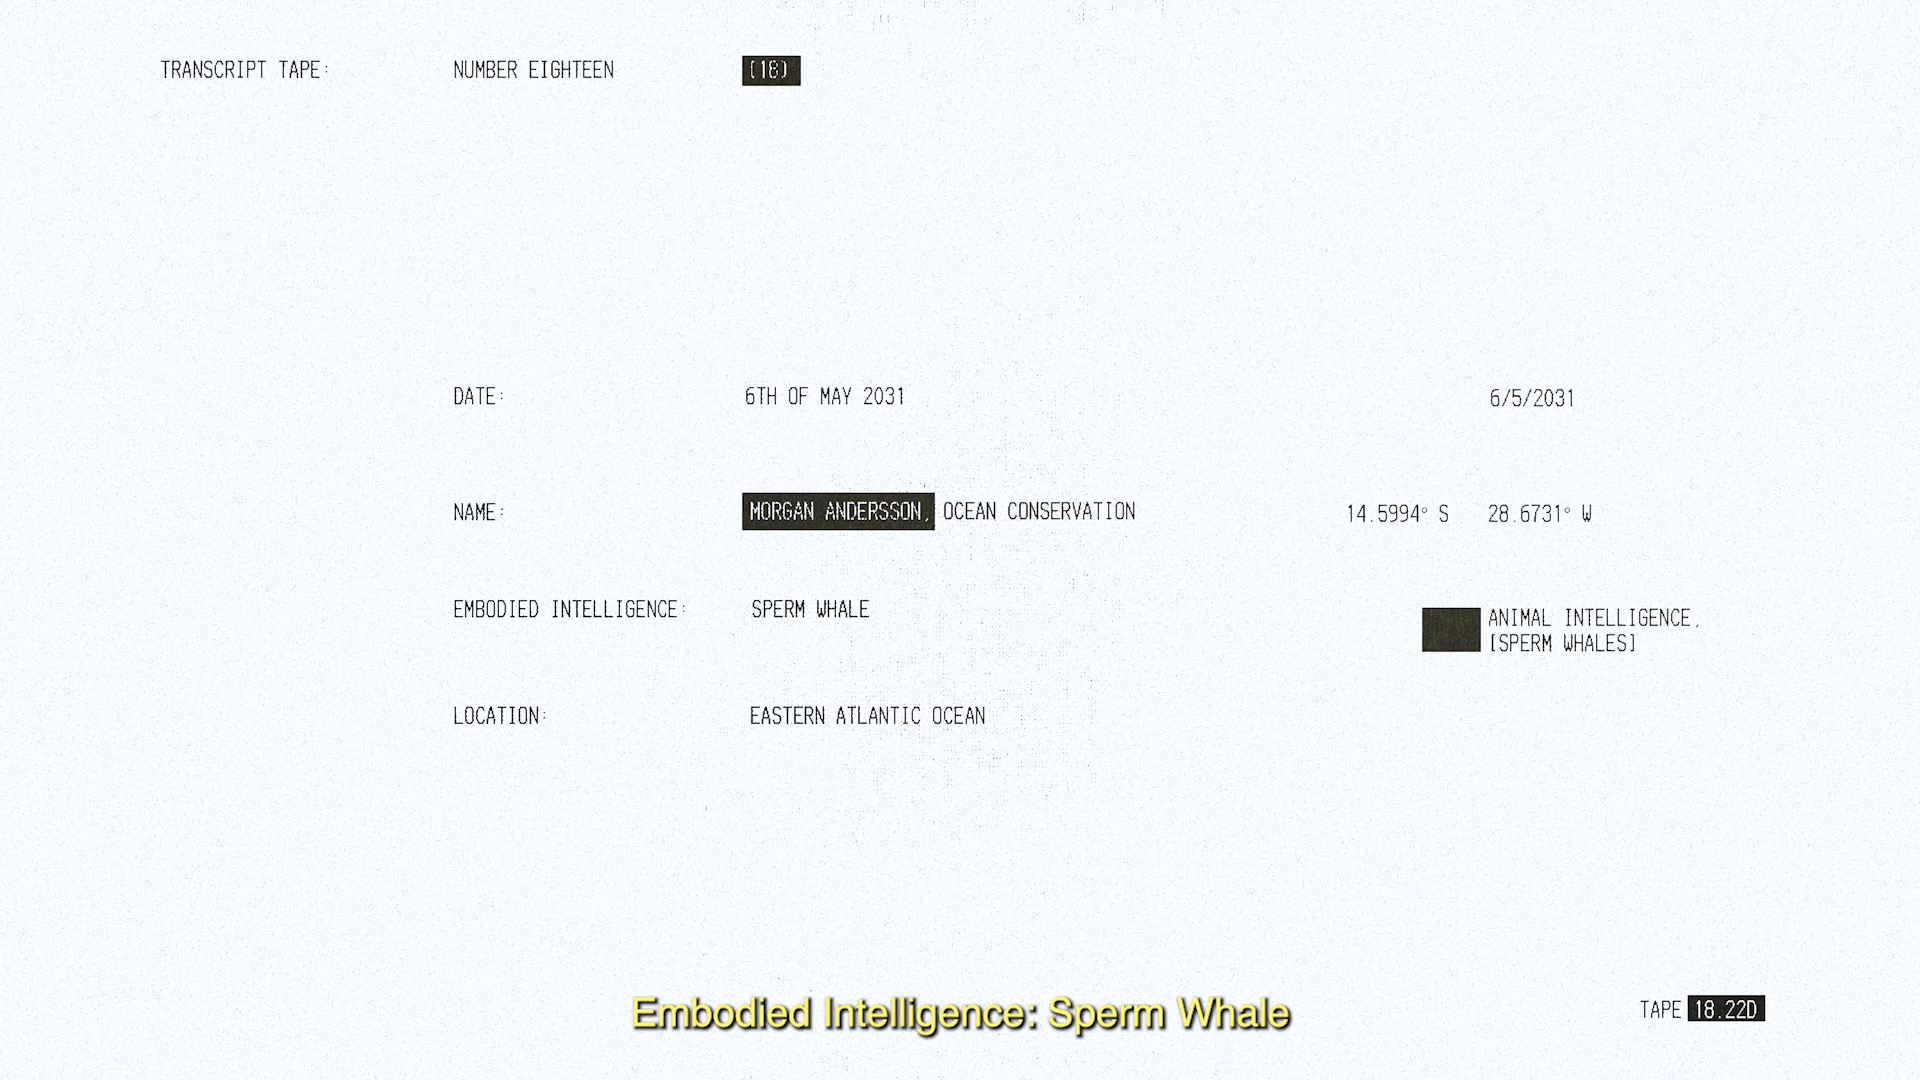 TRANSCRIPT TAPE: NUMBER EIGHTEEN (18)
DATE: 6TH OF MAY 2031 6/5/2031
NAME: MORGAN ANDERSSON, OCEAN CONSERVATION 14.5994° S 28.6731° W
EMBODIED INTELLIGENCE: SPERM WHALE
ANIMAL INTELLIGENCE,
[SPERM WHALES]
LOCATION: EASTERN ATLANTIC OCEAN
Embodied Intelligence: Sperm Whale
TAPE 18.22D